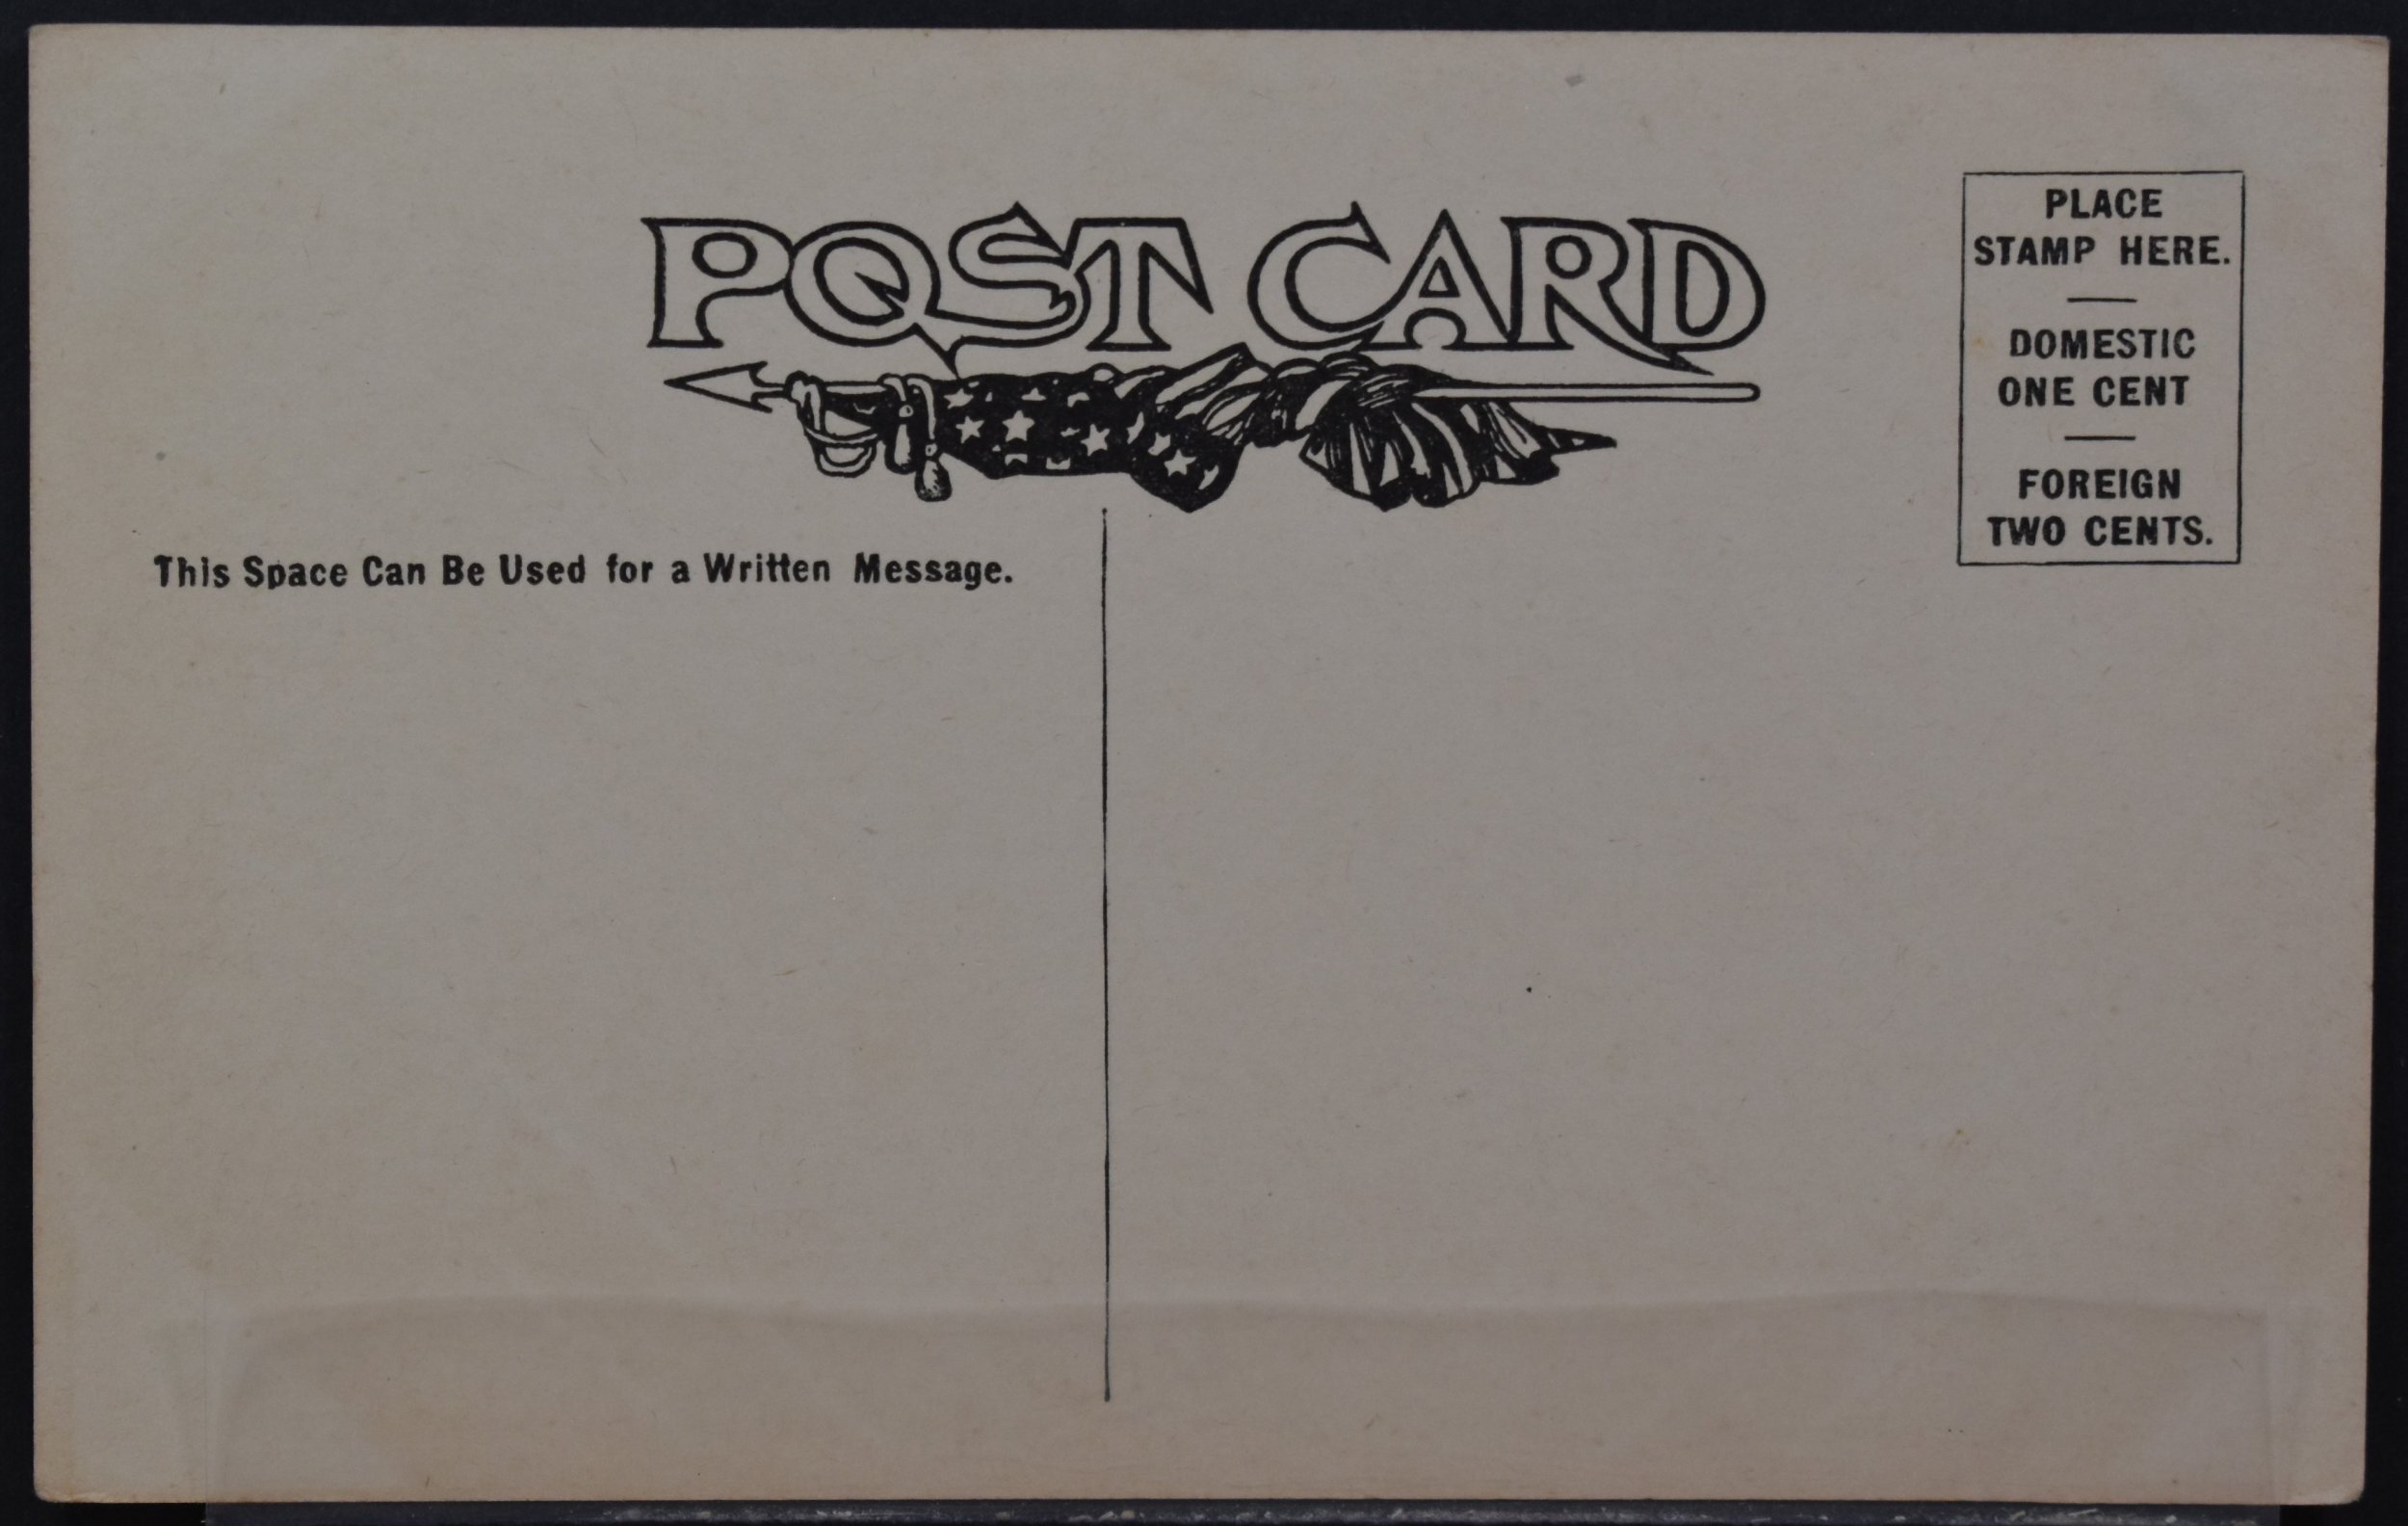 POST CARD
PLACE
STAMP HERE.
DOMESTIC
ONE CENT
FOREIGN
TWO CENTS.
This Space Can Be Used for a Written Message.